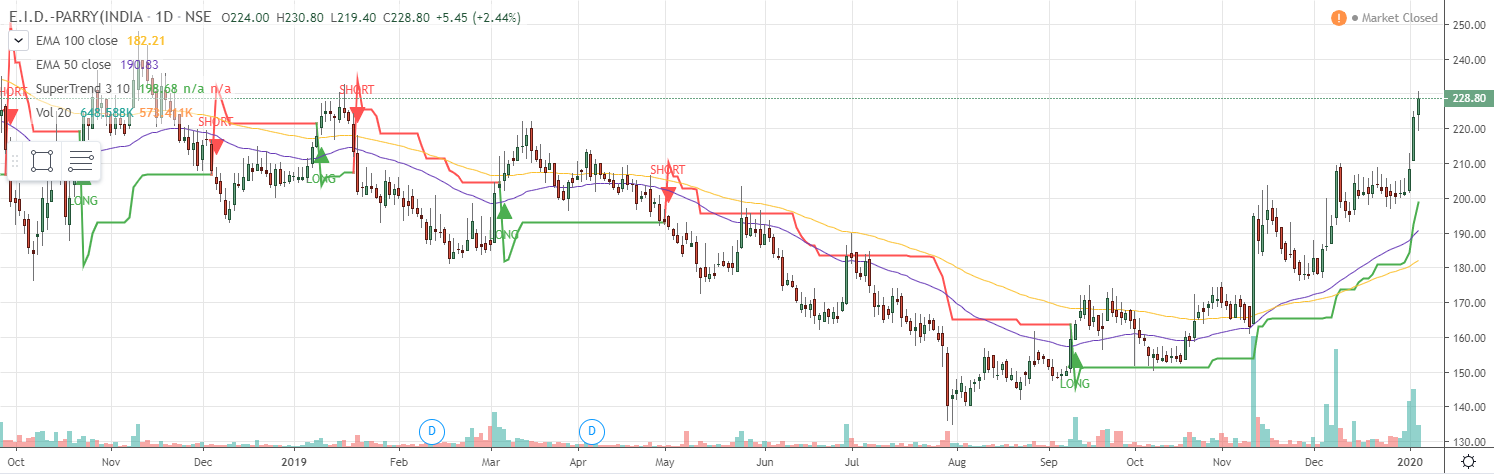 E.I.D.-PARRY(INDIA · 1D · NSE O224.00 H230.80 L219.40 C228.80 +5.45 (+2.44%)
! Market Closed
EMA 100 close 182.21
EMA 50 close 190.83
SuperTrend 3 10 198.68 n/a n/a
Vol 20 648.588K 573.411K
SHORT
SHORT
SHORT
SHORT
LONG
LONG
LONG
LONG
250.00
240.00
228.80
220.00
210.00
200.00
190.00
180.00
170.00
160.00
150.00
140.00
130.00
D
D
Oct Nov Dec 2019 Feb Mar Apr May Jun Jul Aug Sep Oct Nov Dec 2020